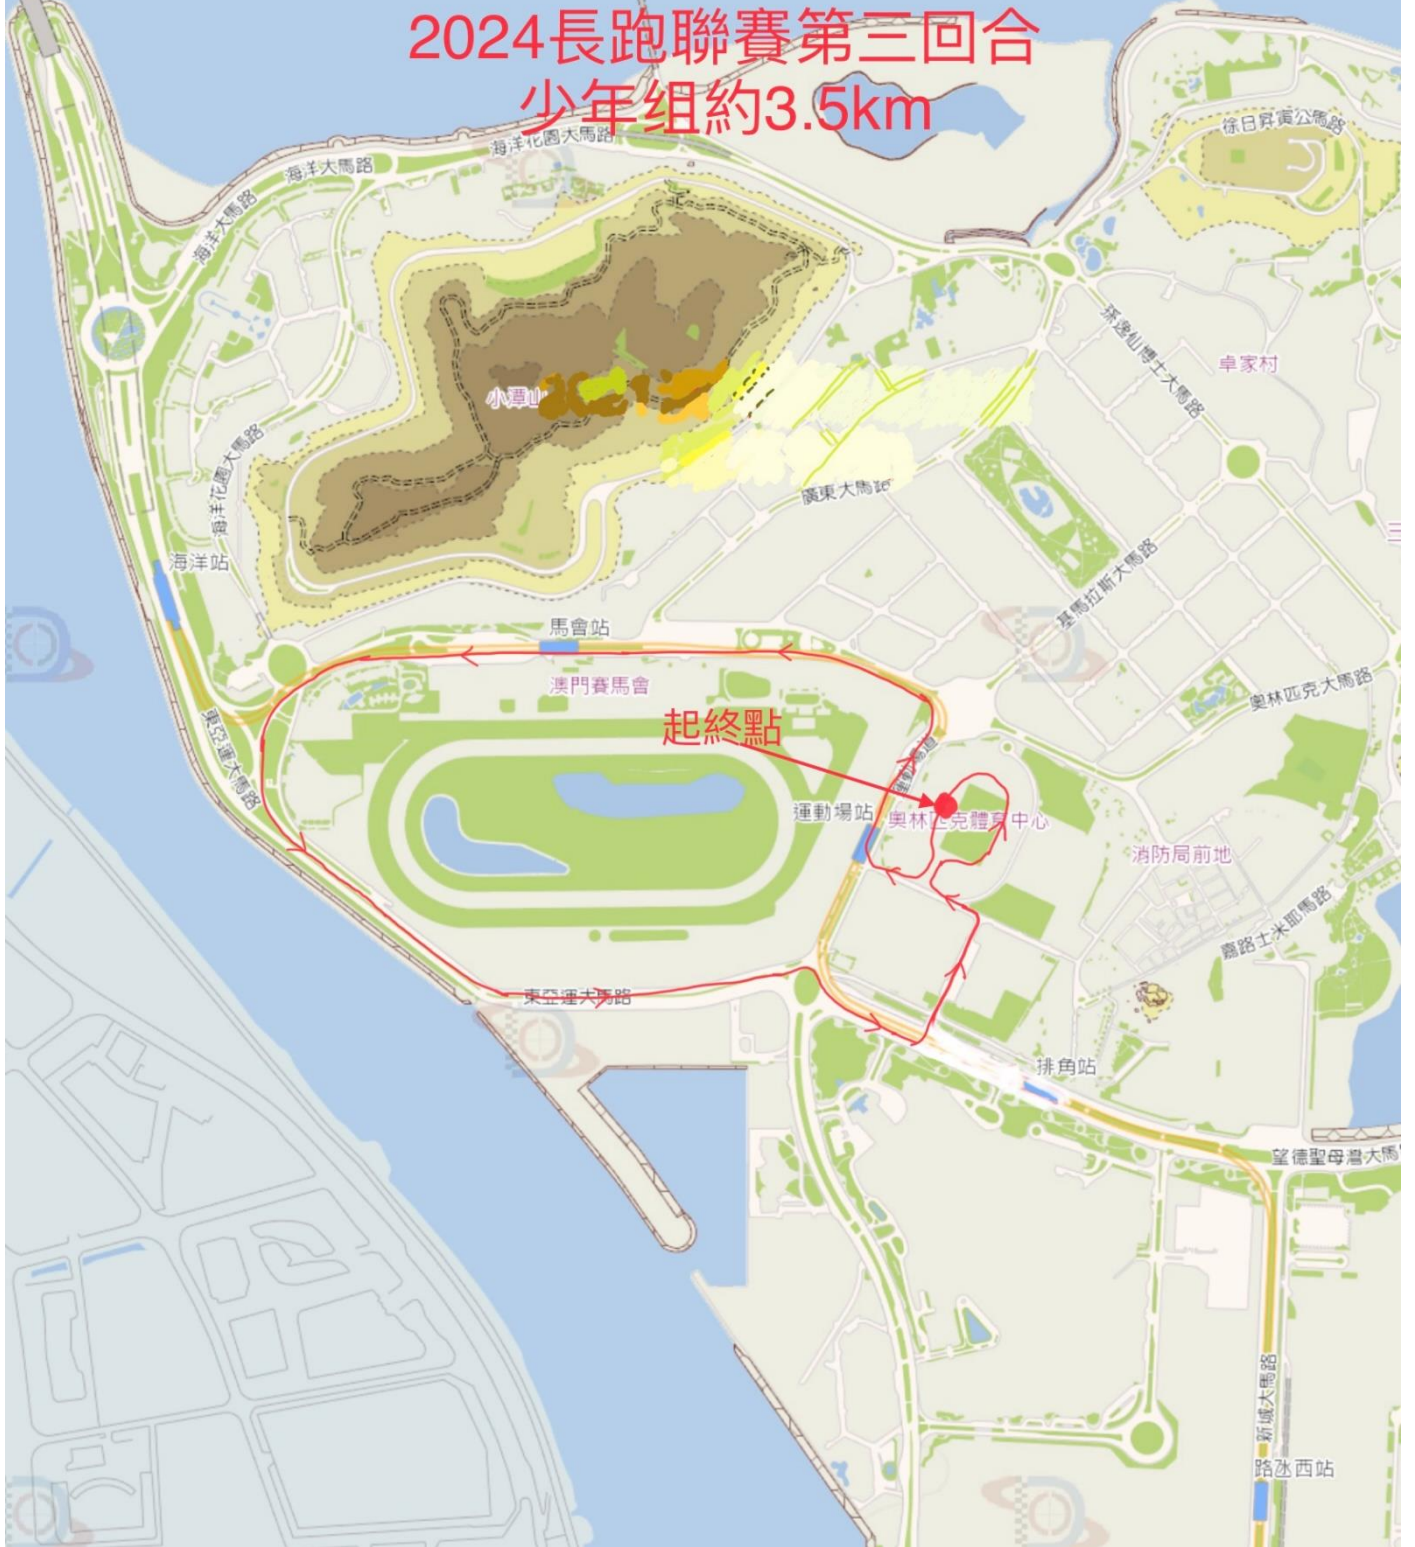 2024長跑聯賽第三回合
少年组約3.5km
海洋花園大馬路
海洋大馬路
徐日昇寅公馬路
海洋大馬路
孫逸仙博士大馬路
卓家村
小潭山
海洋花園大馬路
廣東大馬路
三
海洋站
基馬拉斯大馬路
馬會站
澳門賽馬會
奧林匹克大馬路
起終點
東亞運大馬路
運動場道
運動場站
奧林匹克體育中心
消防局前地
嘉路士米耶馬路
東亞運大馬路
排角站
望德聖母灣大馬
新城大馬路
路氹西站